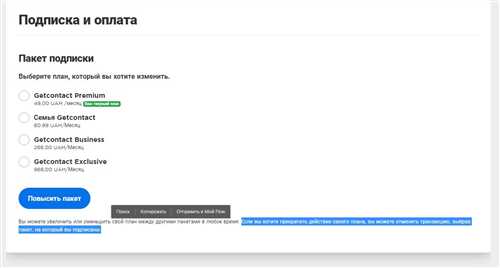 Подписка и оплата
Пакет подписки
Выберите план, который вы хотите изменить.
Getcontact Premium
49.00 UAH /месяц Ваш текущий план
Семья Getcontact
80.99 UAH/Месяц
Getcontact Business
266.00 UAH/Месяц
Getcontact Exclusive
988.00 UAH/Месяц
Повысить пакет
Поиск Копировать Отправить в Мой Flow
Вы можете увеличить или уменьшить свой план между другими пакетами в любое время. Если вы хотите прекратить действие своего плана, вы можете отменить транзакцию, выбрав
пакет, на который вы подписаны.